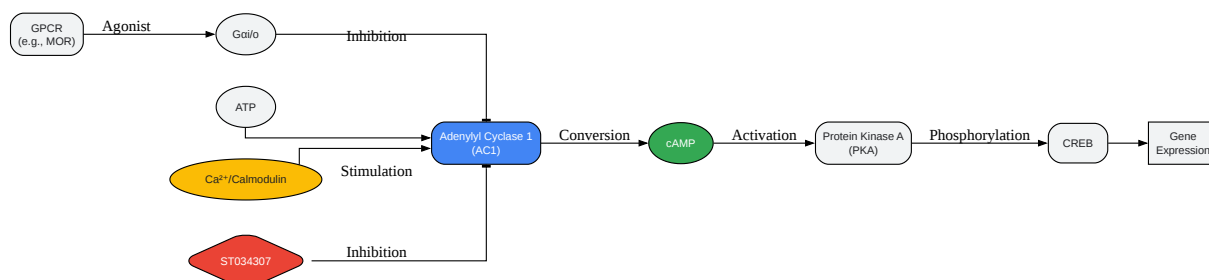 GPCR
(e.g., MOR)
Agonist
Gαi/o
Inhibition
ATP
Ca²⁺/Calmodulin
Stimulation
ST034307
Inhibition
Adenylyl Cyclase 1
(AC1)
Conversion
cAMP
Activation
Protein Kinase A
(PKA)
Phosphorylation
CREB
Gene
Expression